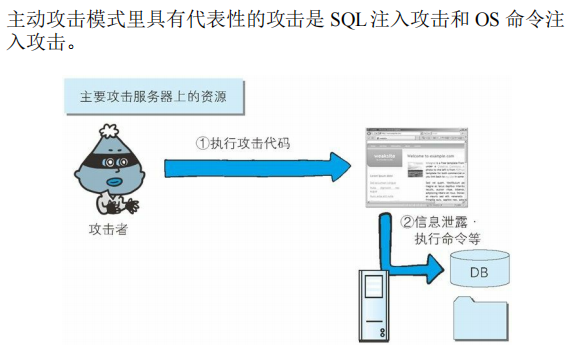 主动攻击模式里具有代表性的攻击是 SQL 注入攻击和 OS 命令注
入攻击。
主要攻击服务器上的资源
①执行攻击代码
攻击者
Welcome to example.com
②信息泄露·
执行命令等
DB